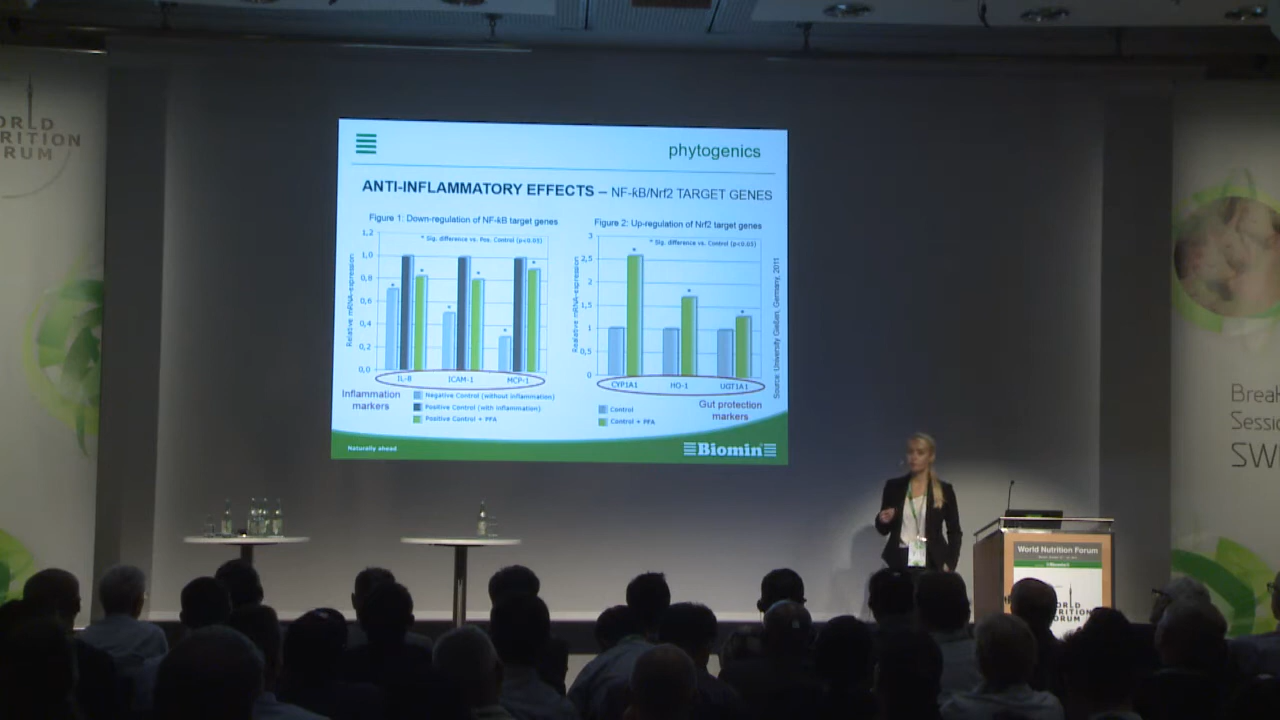 ORLD
RITION
RUM
phytogenics
ANTI-INFLAMMATORY EFFECTS – NF-kB/Nrf2 TARGET GENES
Figure 1: Down-regulation of NF-kB target genes
* Sig. difference vs. Pos. Control (p<0.05)
Relative mRNA-expression
1,2
1,0
0,8
0,6
0,4
0,2
0,0
IL-8 ICAM-1 MCP-1
Inflammation
markers
Negative Control (without inflammation)
Positive Control (with inflammation)
Positive Control + PFA
Figure 2: Up-regulation of Nrf2 target genes
* Sig. difference vs. Control (p<0.05)
Relative mRNA-expression
3
2,5
2
1,5
1
0,5
0
CYP1A1 HO-1 UGT1A1
Control
Control + PFA
Gut protection
markers
Source: University Gießen, Germany, 2011
Naturally ahead
Biomin
World Nutrition Forum
Biomin
ORLD
RITION
ORUM
Break
Sessio
SW